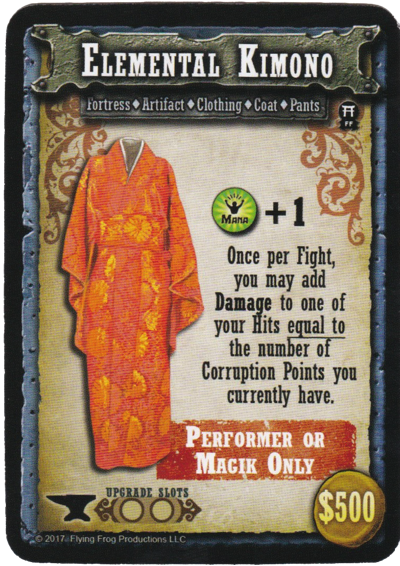 Elemental Kimono
Fortress ◆ Artifact ◆ Clothing ◆ Coat ◆ Pants
FF
Mana
+1
Once per Fight,
you may add
Damage to one of
your Hits equal to
the number of
Corruption Points you
currently have.
Performer or
Magik Only
Upgrade Slots
$500
© 2017 Flying Frog Productions LLC